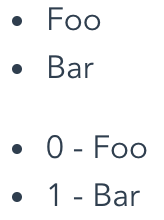 • Foo
• Bar
• 0 - Foo
• 1 - Bar